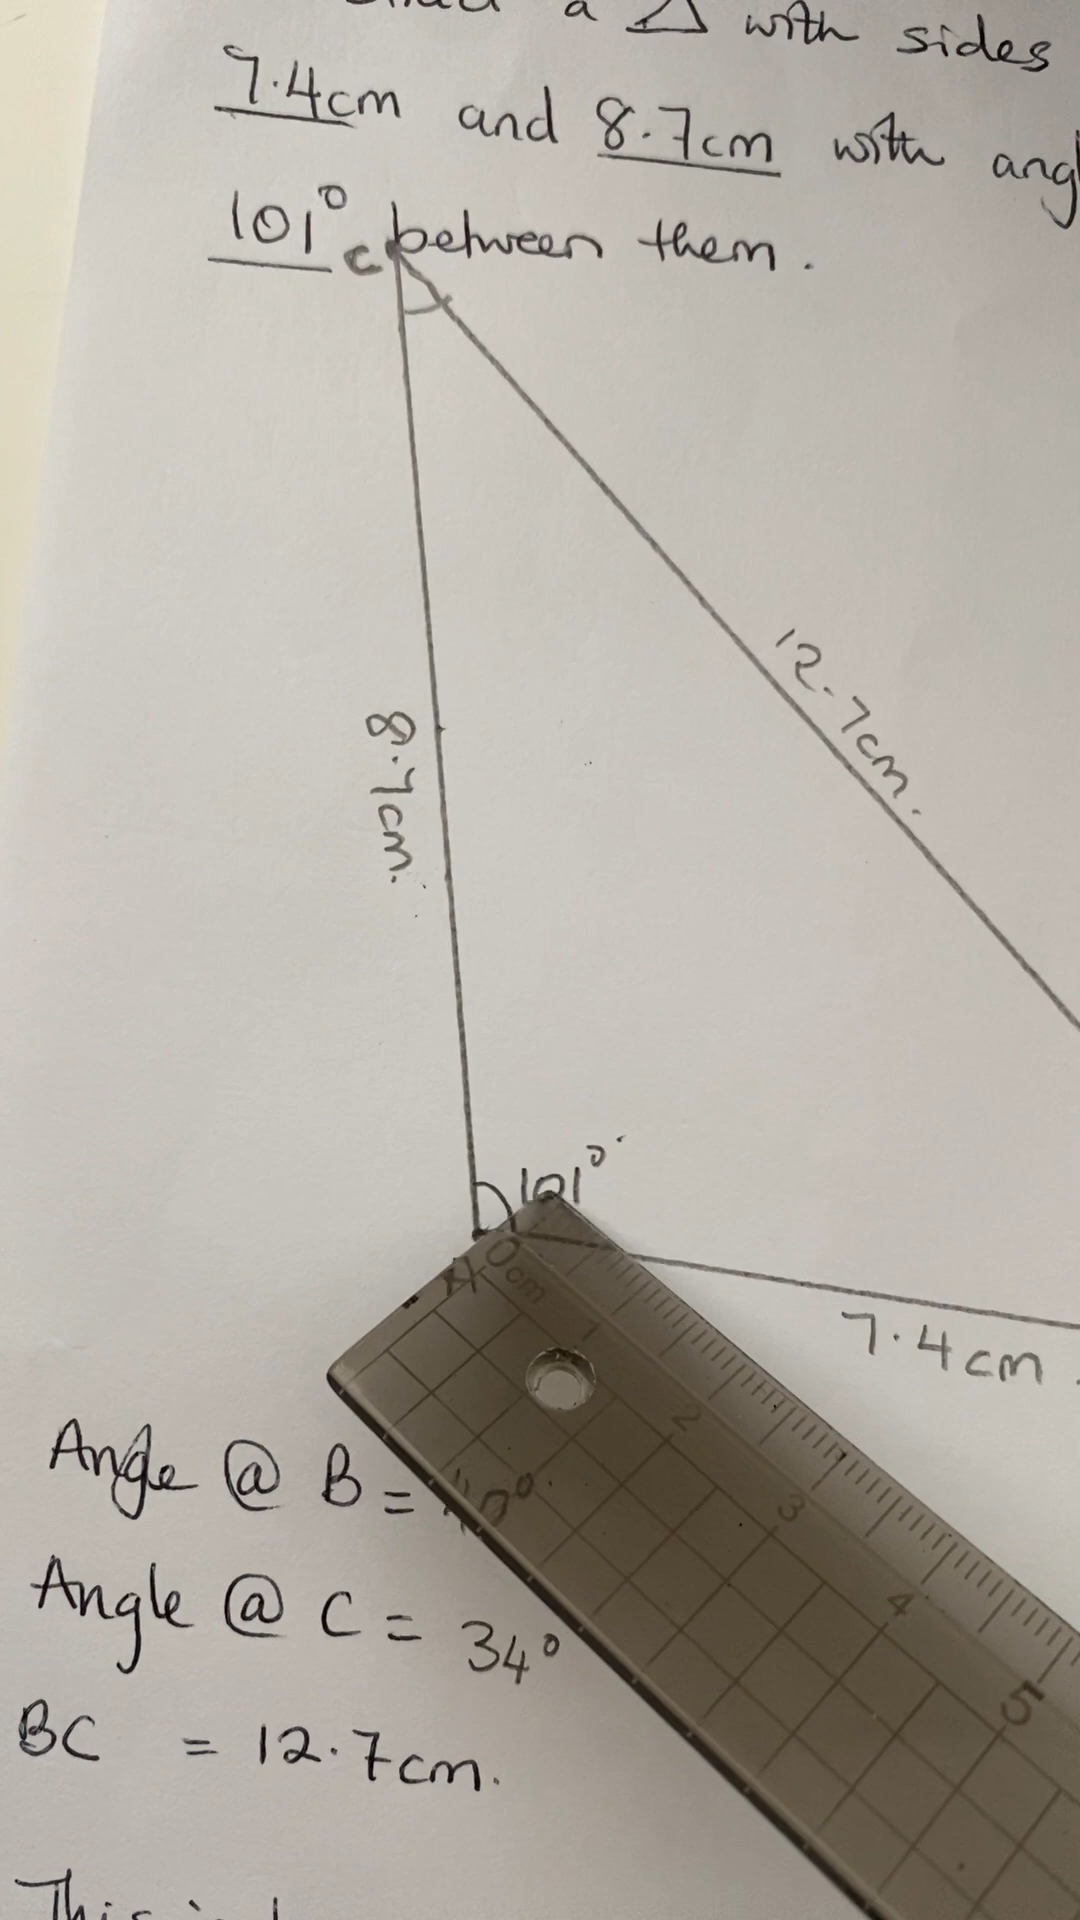 a △ with sides
7.4cm and 8.7cm with
101° between them.
C
12.7cm.
8.7cm.
101°
7.4cm
0cm
2
3
4
5
Angle @ B =
Angle @ C = 34°
BC = 12.7cm.